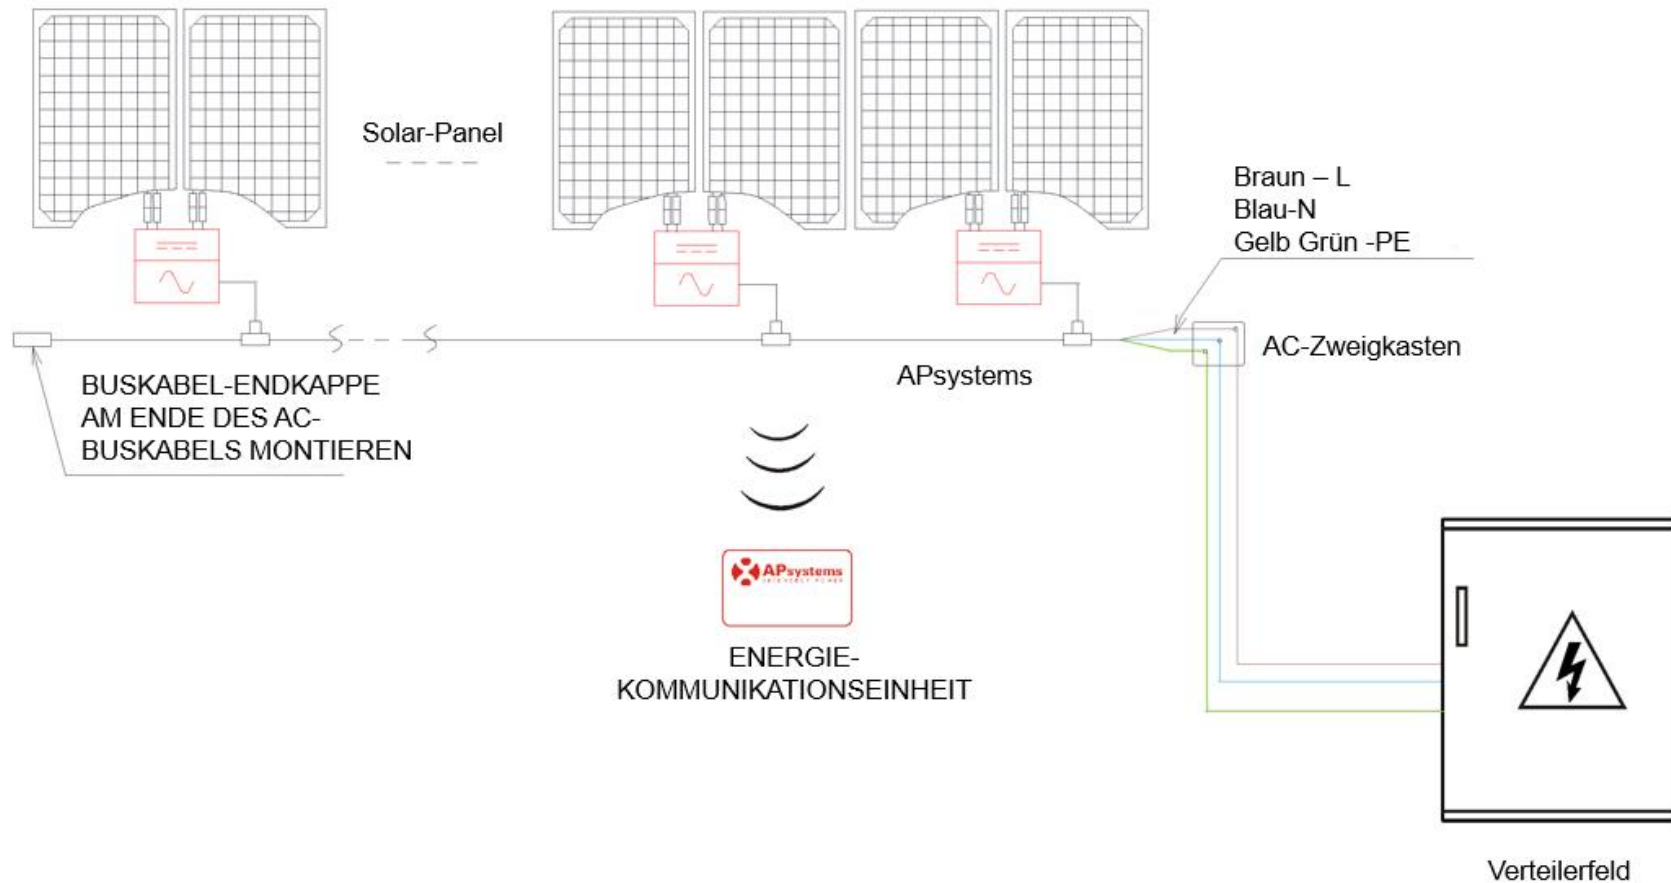 Solar-Panel
Braun – L
Blau-N
Gelb Grün -PE
AC-Zweigkasten
APsystems
BUSKABEL-ENDKAPPE
AM ENDE DES AC-
BUSKABELS MONTIEREN
APsystems
ENERGIE-
KOMMUNIKATIONSEINHEIT
Verteilerfeld